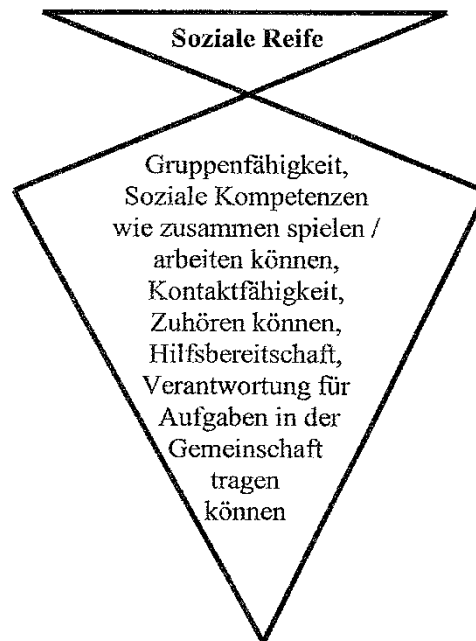 Soziale Reife
Gruppenfähigkeit,
Soziale Kompetenzen
wie zusammen spielen /
arbeiten können,
Kontaktfähigkeit,
Zuhören können,
Hilfsbereitschaft,
Verantwortung für
Aufgaben in der
Gemeinschaft
tragen
können